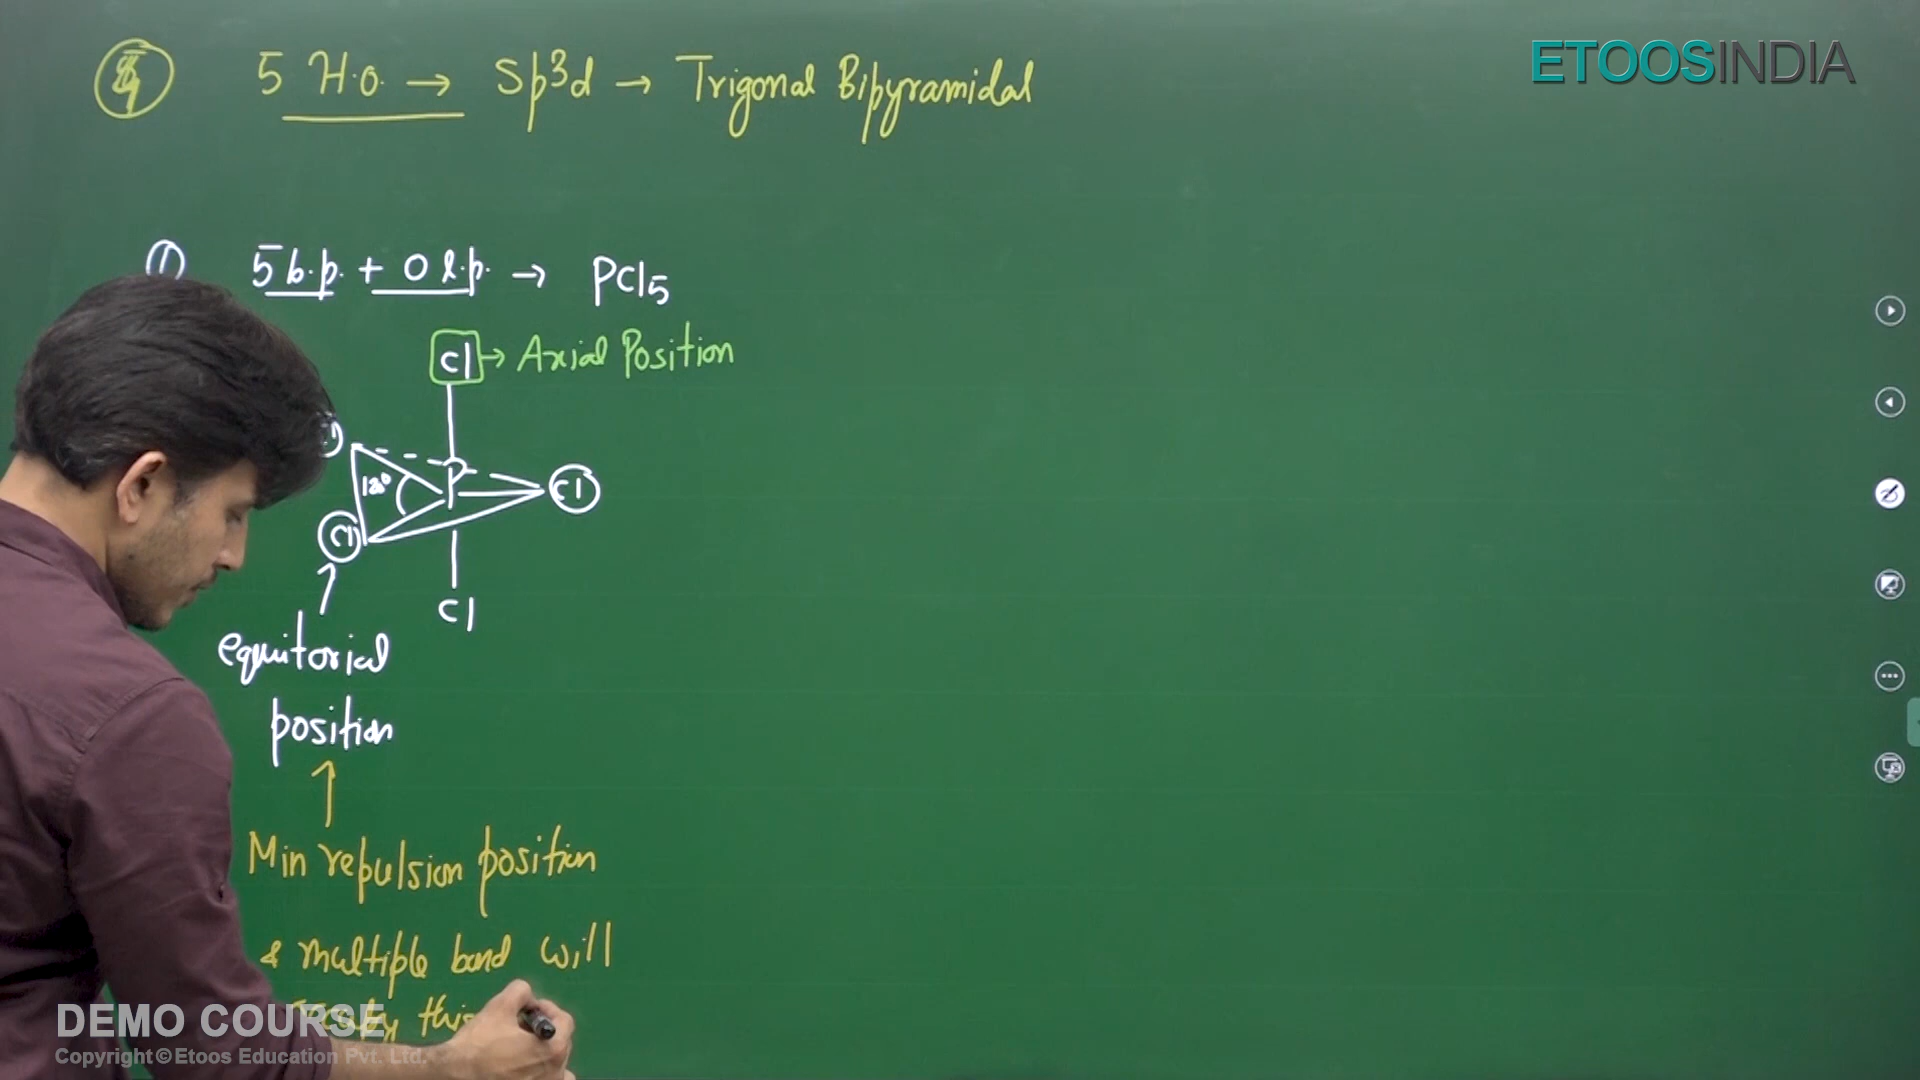 ETOOSINDIA
5 H.O. → Sp³d → Trigonal Bipyramidal
① 5 b.p. + 0 l.p. → PCl5
Cl → Axial Position
120°
P
Cl
Cl
Cl
equitorial
position
Min repulsion position
& multiple bond will
this
DEMO COURSE
Copyright©Etoos Education Pvt. Ltd.